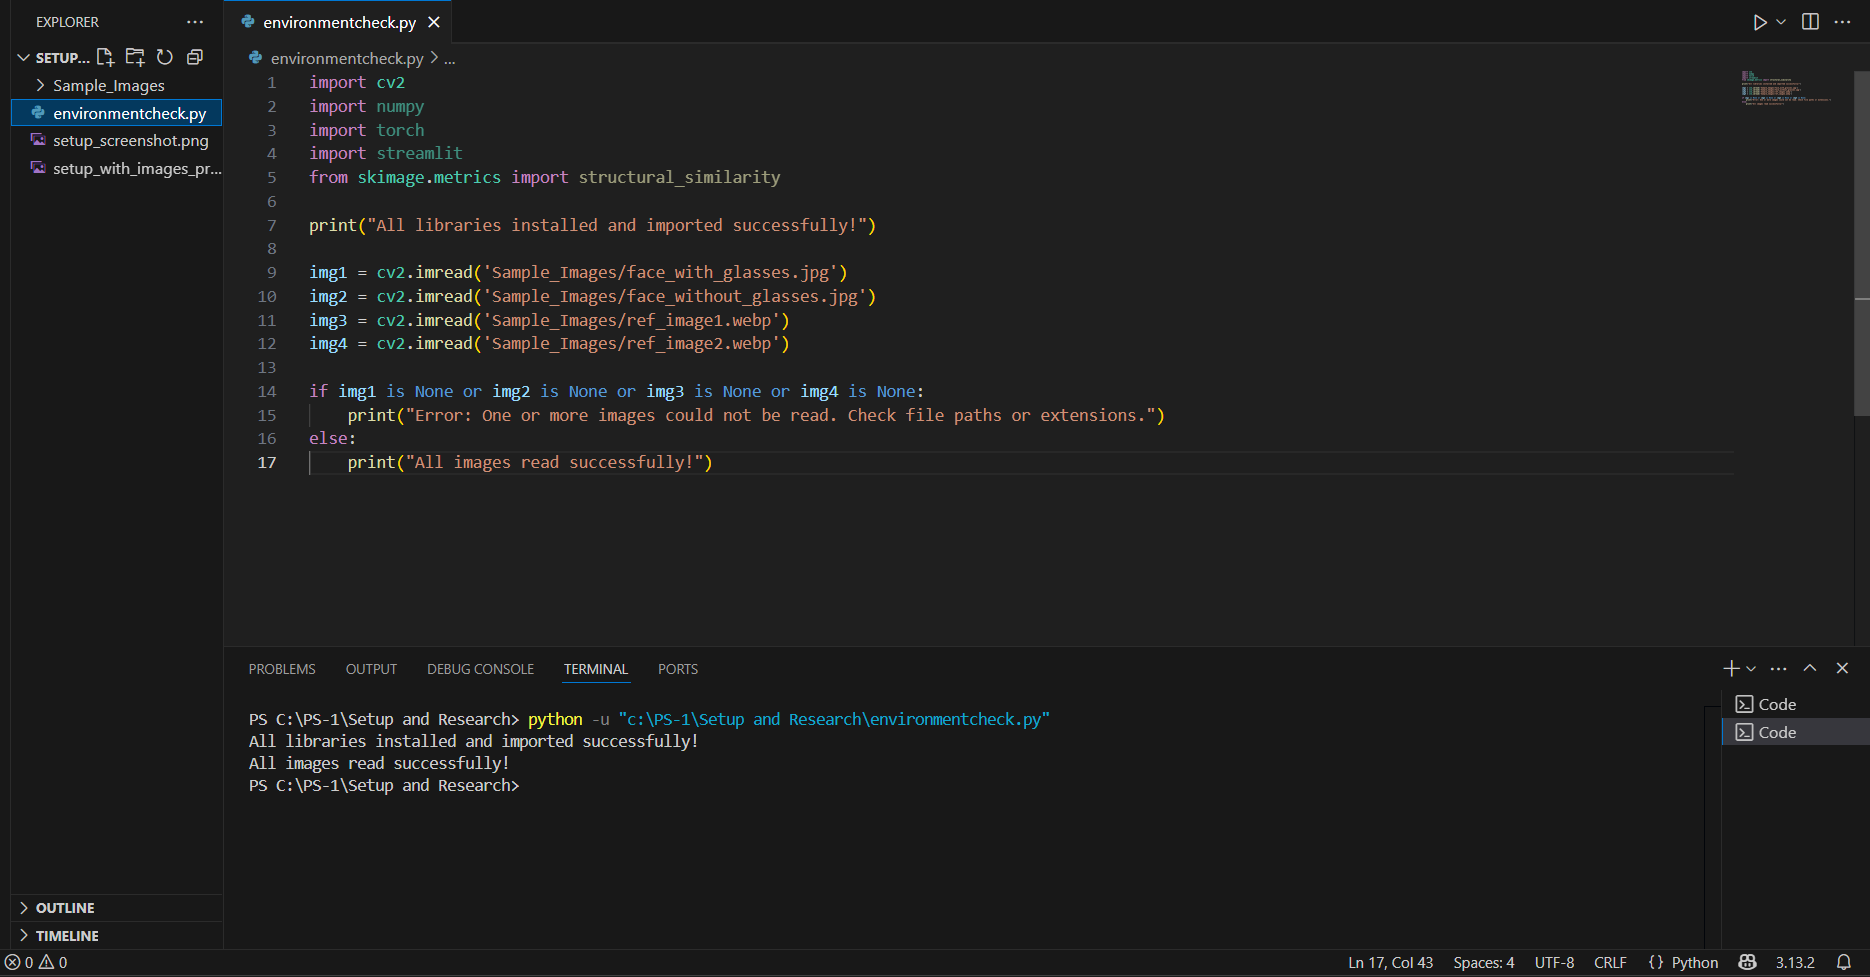 EXPLORER
SETUP...
Sample_Images
environmentcheck.py
setup_screenshot.png
setup_with_images_pr...
OUTLINE
TIMELINE
environmentcheck.py
environmentcheck.py > ...
1 import cv2
2 import numpy
3 import torch
4 import streamlit
5 from skimage.metrics import structural_similarity
6
7 print("All libraries installed and imported successfully!")
8
9 img1 = cv2.imread('Sample_Images/face_with_glasses.jpg')
10 img2 = cv2.imread('Sample_Images/face_without_glasses.jpg')
11 img3 = cv2.imread('Sample_Images/ref_image1.webp')
12 img4 = cv2.imread('Sample_Images/ref_image2.webp')
13
14 if img1 is None or img2 is None or img3 is None or img4 is None:
15     print("Error: One or more images could not be read. Check file paths or extensions.")
16 else:
17     print("All images read successfully!")
PROBLEMS OUTPUT DEBUG CONSOLE TERMINAL PORTS
PS C:\PS-1\Setup and Research> python -u "c:\PS-1\Setup and Research\environmentcheck.py"
All libraries installed and imported successfully!
All images read successfully!
PS C:\PS-1\Setup and Research>
Code
Code
0 0
Ln 17, Col 43 Spaces: 4 UTF-8 CRLF {} Python 3.13.2